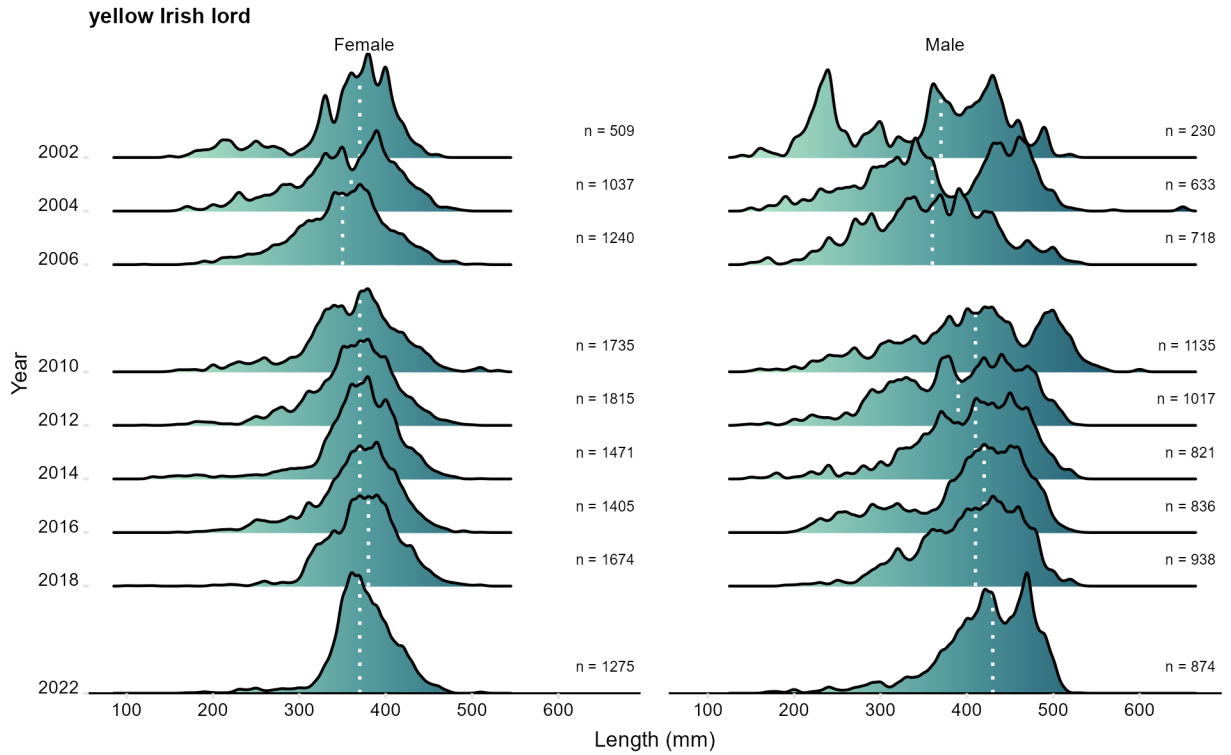 yellow Irish lord
Female Male
2002 n = 509 n = 230
2004 n = 1037 n = 633
2006 n = 1240 n = 718
Year
2010 n = 1735 n = 1135
2012 n = 1815 n = 1017
2014 n = 1471 n = 821
2016 n = 1405 n = 836
2018 n = 1674 n = 938
2022 n = 1275 n = 874
100 200 300 400 500 600 100 200 300 400 500 600
Length (mm)